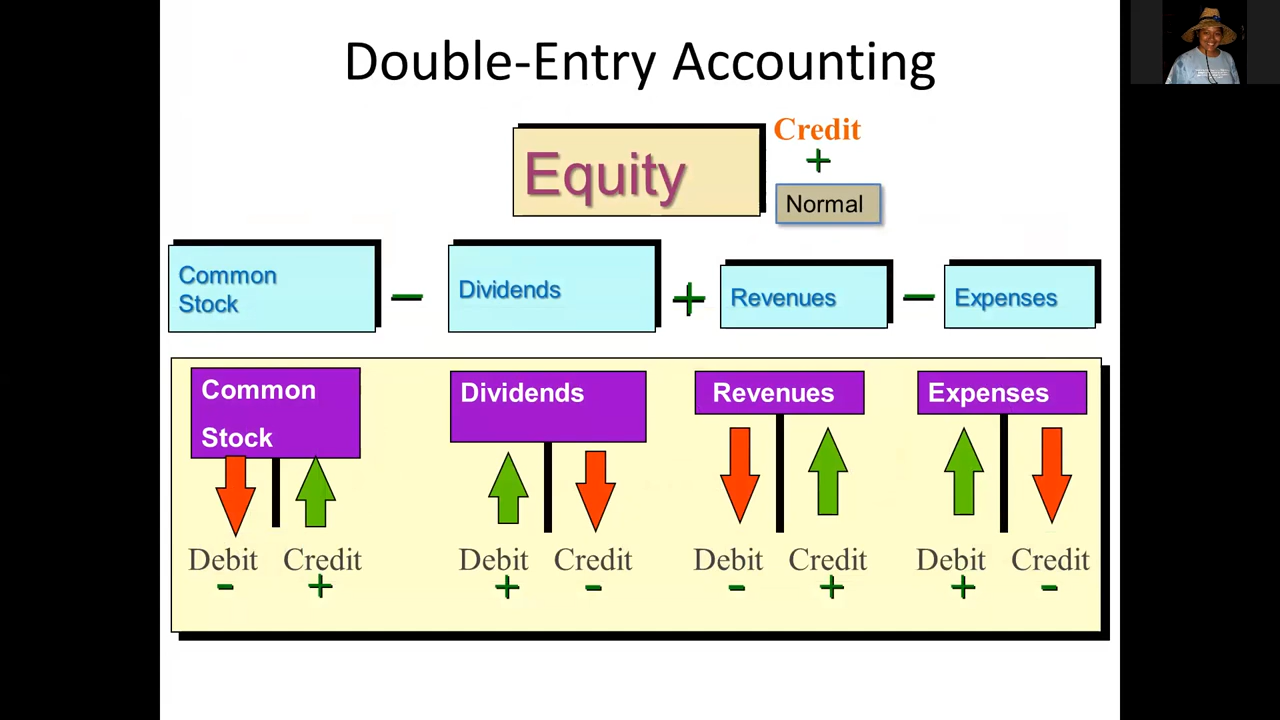 Double-Entry Accounting
Equity
Credit
+
Normal
Common
Stock
–
Dividends
+
Revenues
–
Expenses
Common
Stock
Dividends
Revenues
Expenses
Debit Credit Debit Credit Debit Credit Debit Credit
- + + - - + + -